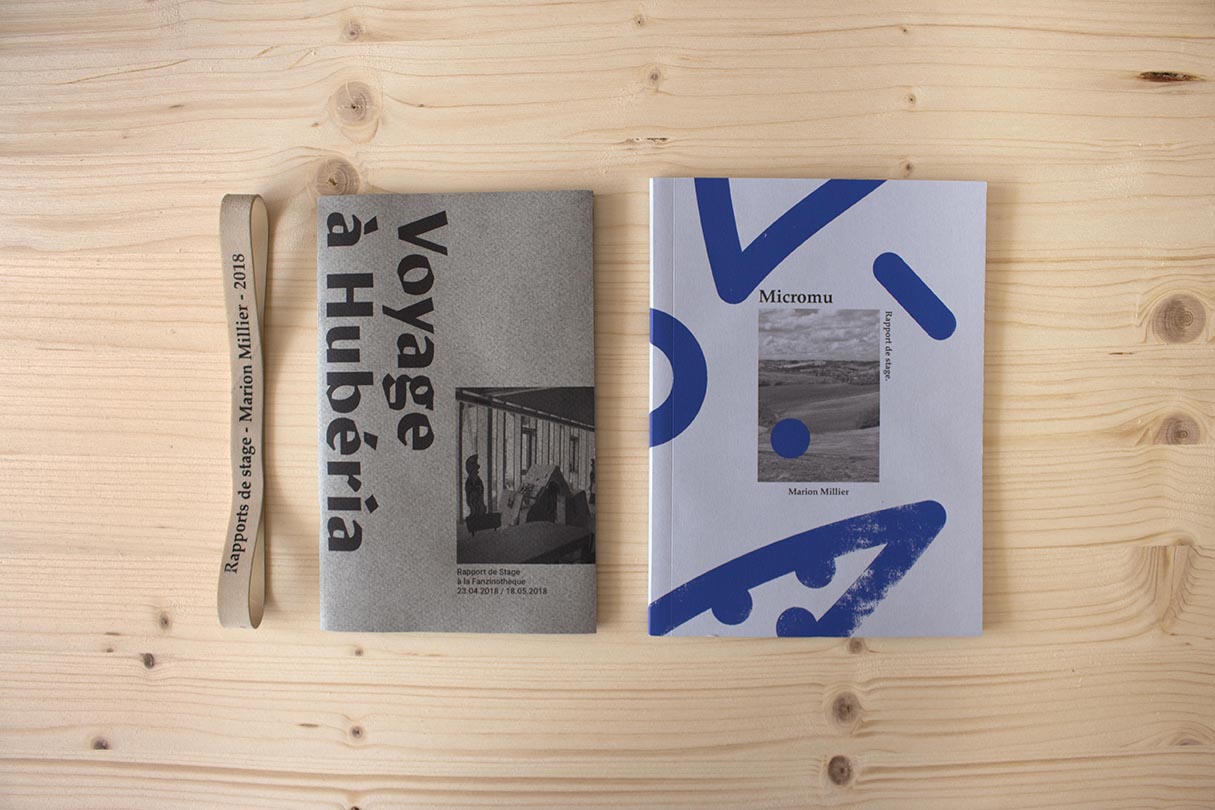 Rapports de stage - Marion Millier - 2018
Voyage
à Hubéria
Rapport de Stage
à la Fanzinothèque
23.04.2018 / 18.05.2018
Micromu
Rapport de stage.
Marion Millier